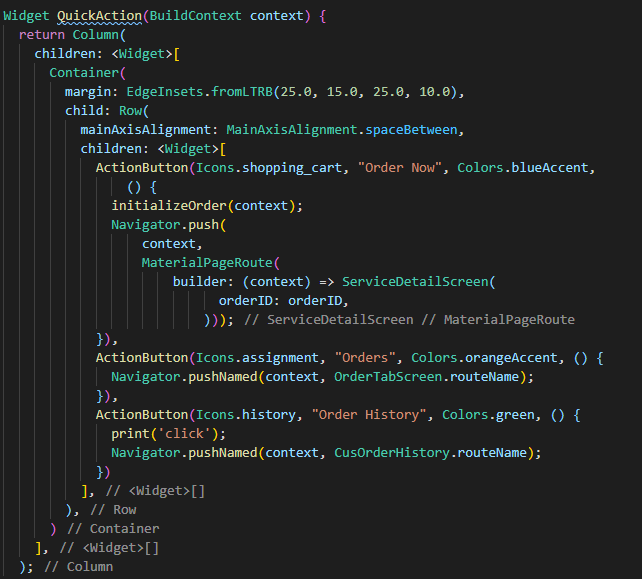 Widget QuickAction(BuildContext context) {
  return Column(
    children: <Widget>[
      Container(
        margin: EdgeInsets.fromLTRB(25.0, 15.0, 25.0, 10.0),
        child: Row(
          mainAxisAlignment: MainAxisAlignment.spaceBetween,
          children: <Widget>[
            ActionButton(Icons.shopping_cart, "Order Now", Colors.blueAccent,
                () {
              initializeOrder(context);
              Navigator.push(
                  context,
                  MaterialPageRoute(
                      builder: (context) => ServiceDetailScreen(
                            orderID: orderID,
                          ))); // ServiceDetailScreen // MaterialPageRoute
            }),
            ActionButton(Icons.assignment, "Orders", Colors.orangeAccent, () {
              Navigator.pushNamed(context, OrderTabScreen.routeName);
            }),
            ActionButton(Icons.history, "Order History", Colors.green, () {
              print('click');
              Navigator.pushNamed(context, CusOrderHistory.routeName);
            })
          ], // <Widget>[]
        ), // Row
      ) // Container
    ], // <Widget>[]
  ); // Column